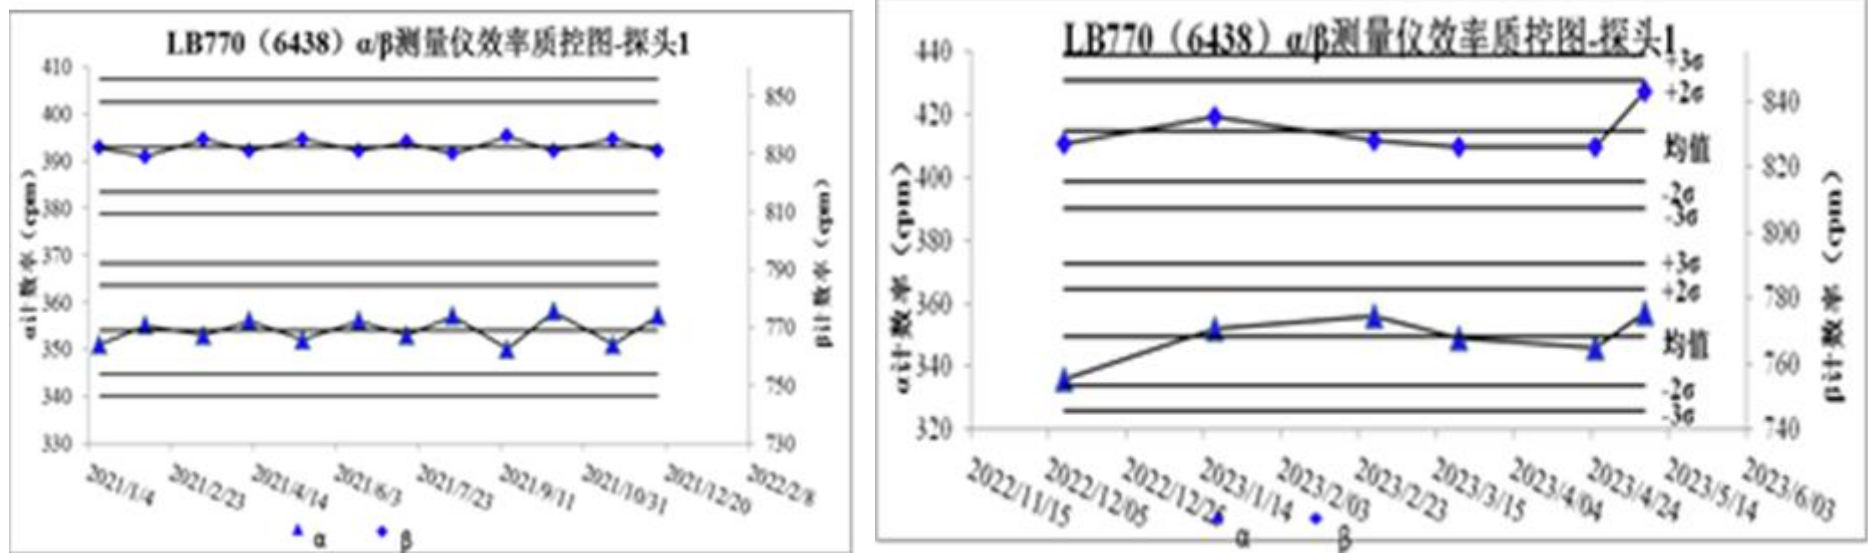 LB770（6438）α/β测量仪效率质控图-探头1
410
400
390
380
370
360
350
340
330
α计数率（cpm）
850
830
810
790
770
750
730
β计数率（cpm）
2021/1/4
2021/2/23
2021/4/14
2021/6/3
2021/7/23
2021/9/11
2021/10/31
2021/12/20
2022/2/8
α β
LB770（6438）α/β测量仪效率质控图-探头1
440
420
400
380
360
340
320
α计数率（cpm）
+3σ
+2σ
均值
-2σ
-3σ
+3σ
+2σ
均值
-2σ
-3σ
840
820
800
780
760
740
β计数率（cpm）
2022/11/15
2022/12/05
2022/12/25
2023/1/14
2023/2/03
2023/2/23
2023/3/15
2023/4/04
2023/4/24
2023/5/14
2023/6/03
α β